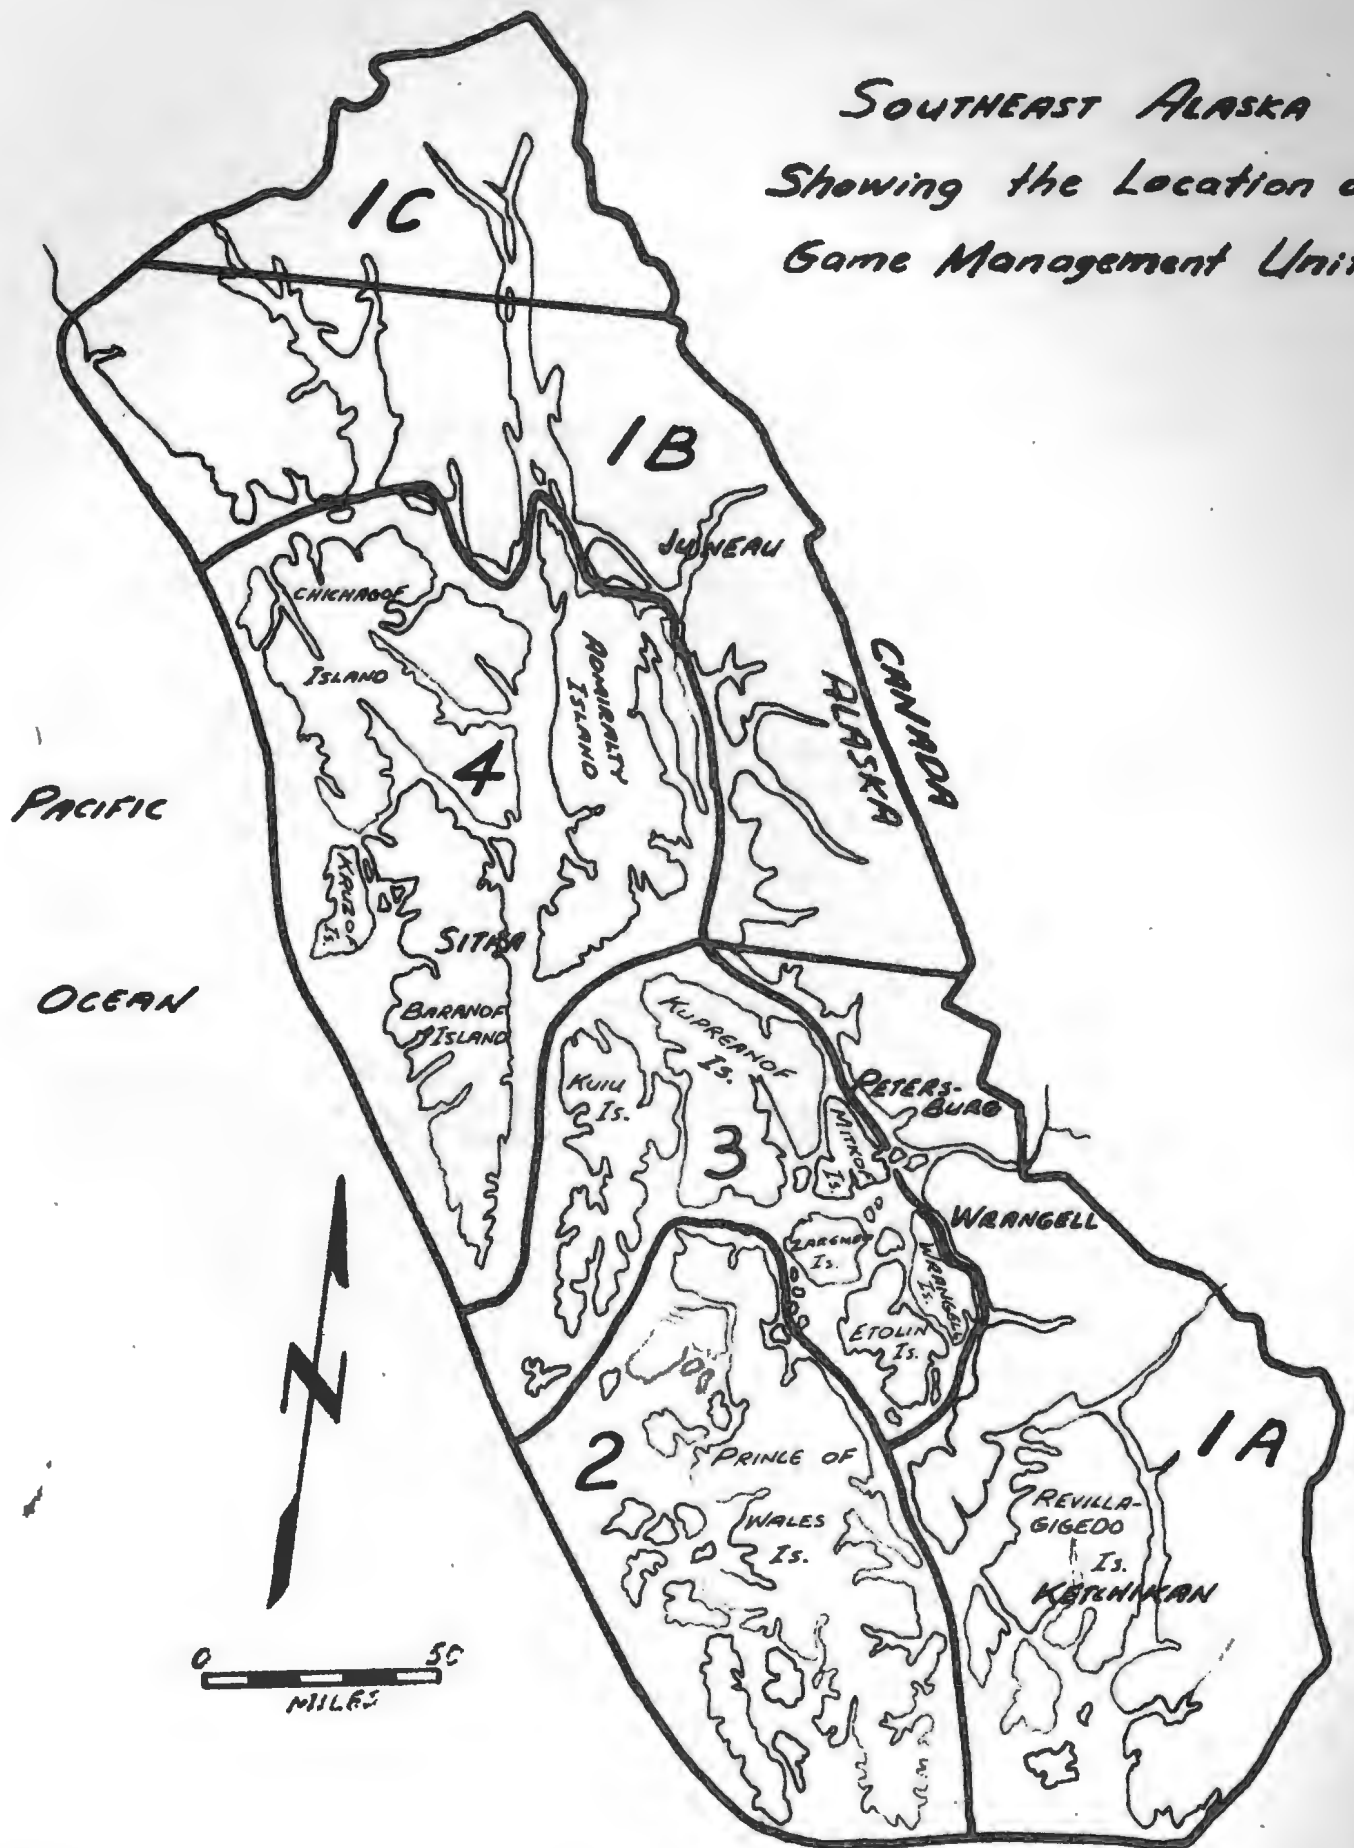 SOUTHEAST ALASKA
Showing the Location
Game Management
1C
1B
JUNEAU
CHICHAGOF
ISLAND
ADMIRALTY
ISLAND
CANADA
ALASKA
4
PACIFIC
OCEAN
KRUZOF
Is.
SITKA
BARANOF
ISLAND
KUPREANOF
Is.
KUIU
Is.
PETERS-
BURG
MITKOF
Is.
3
WRANGELL
ZAREMBO
Is.
WRANGELL
Is.
ETOLIN
Is.
N
2
PRINCE OF
WALES
Is.
1A
REVILLA-
GIGEDO
Is.
KETCHIKAN
0 50
MILES